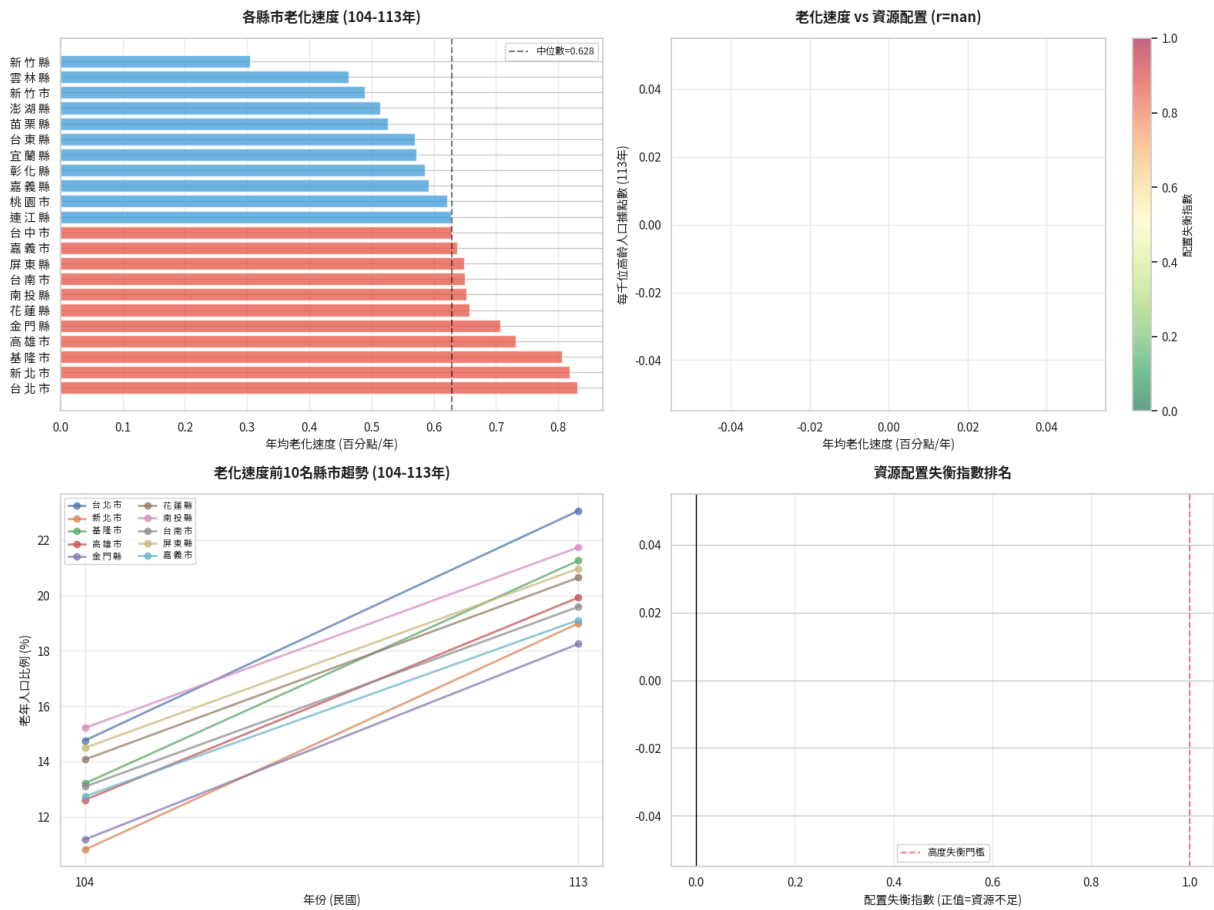 各縣市老化速度 (104-113年)
中位數=0.628
新 竹 縣
雲 林 縣
新 竹 市
澎 湖 縣
苗 栗 縣
台 東 縣
宜 蘭 縣
彰 化 縣
嘉 義 縣
桃 園 市
連 江 縣
台 中 市
嘉 義 市
屏 東 縣
台 南 市
南 投 縣
花 蓮 縣
金 門 縣
高 雄 市
基 隆 市
新 北 市
台 北 市
0.0 0.1 0.2 0.3 0.4 0.5 0.6 0.7 0.8
年均老化速度 (百分點/年)
老化速度 vs 資源配置 (r=nan)
每千位高齡人口據點數 (113年)
0.04
0.02
0.00
-0.02
-0.04
-0.04 -0.02 0.00 0.02 0.04
年均老化速度 (百分點/年)
1.0
0.8
0.6
0.4
0.2
0.0
配置失衡指數
老化速度前10名縣市趨勢 (104-113年)
台 北 市
新 北 市
基 隆 市
高 雄 市
金 門 縣
花 蓮 縣
南 投 縣
台 南 市
屏 東 縣
嘉 義 市
老年人口比例 (%)
22
20
18
16
14
12
104 113
年份 (民國)
資源配置失衡指數排名
0.04
0.02
0.00
-0.02
-0.04
高度失衡門檻
0.0 0.2 0.4 0.6 0.8 1.0
配置失衡指數 (正值=資源不足)